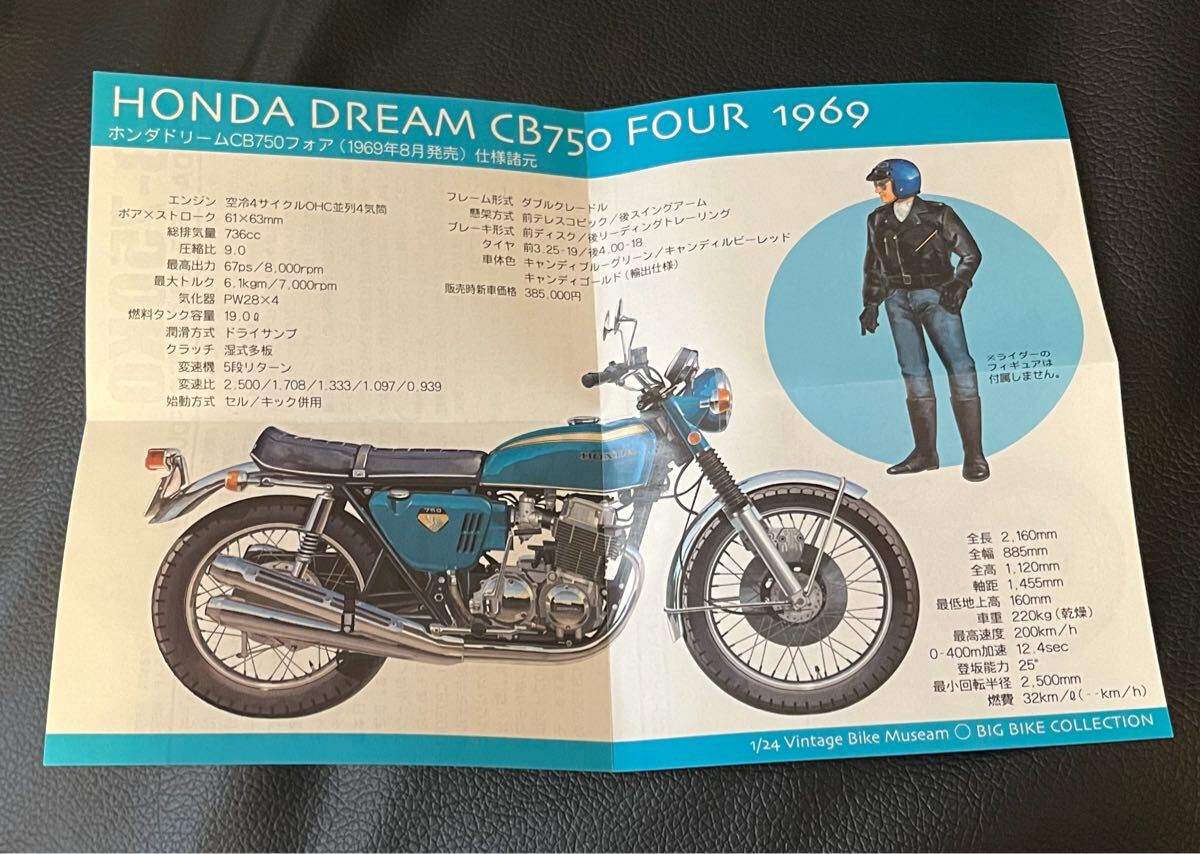 HONDA DREAM CB750 FOUR 1969
ホンダドリームCB750フォア（1969年8月発売）仕様諸元
エンジン 空冷4サイクルOHC並列4気筒
ボア×ストローク 61×63mm
総排気量 736cc
圧縮比 9.0
最高出力 67ps/8,000rpm
最大トルク 6.1kgm/7,000rpm
気化器 PW28×4
燃料タンク容量 19.0ℓ
潤滑方式 ドライサンプ
クラッチ 湿式多板
変速機 5段リターン
変速比 2.500/1.708/1.333/1.097/0.939
始動方式 セル/キック併用
フレーム形式 ダブルクレードル
懸架方式 前テレスコピック/後スイングアーム
ブレーキ形式 前ディスク/後リーディングトレーリング
タイヤ 前3.25-19/後4.00-18
車体色 キャンディブルーグリーン/キャンディルビーレッド
キャンディゴールド（輸出仕様）
販売時新車価格 385,000円
※ライダーの
フィギュアは
付属しません。
HONDA
750
全長 2,160mm
全幅 885mm
全高 1,120mm
軸距 1,455mm
最低地上高 160mm
車重 220kg（乾燥）
最高速度 200km/h
0-400m加速 12.4sec
登坂能力 25°
最小回転半径 2,500mm
燃費 32km/ℓ(--km/h)
1/24 Vintage Bike Museam ○ BIG BIKE COLLECTION